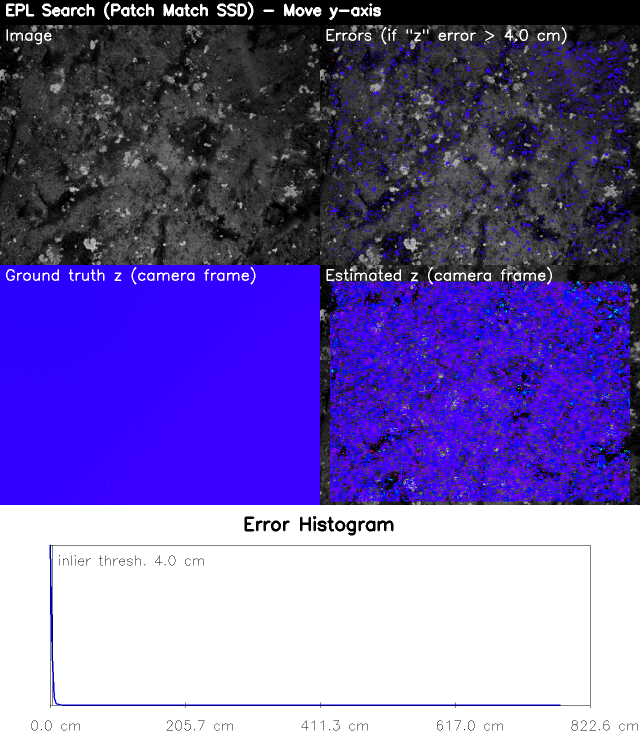 EPL Search (Patch Match SSD) - Move y-axis
Image
Errors (if "z" error > 4.0 cm)
Ground truth z (camera frame)
Estimated z (camera frame)
Error Histogram
inlier thresh. 4.0 cm
0.0 cm
205.7 cm
411.3 cm
617.0 cm
822.6 cm